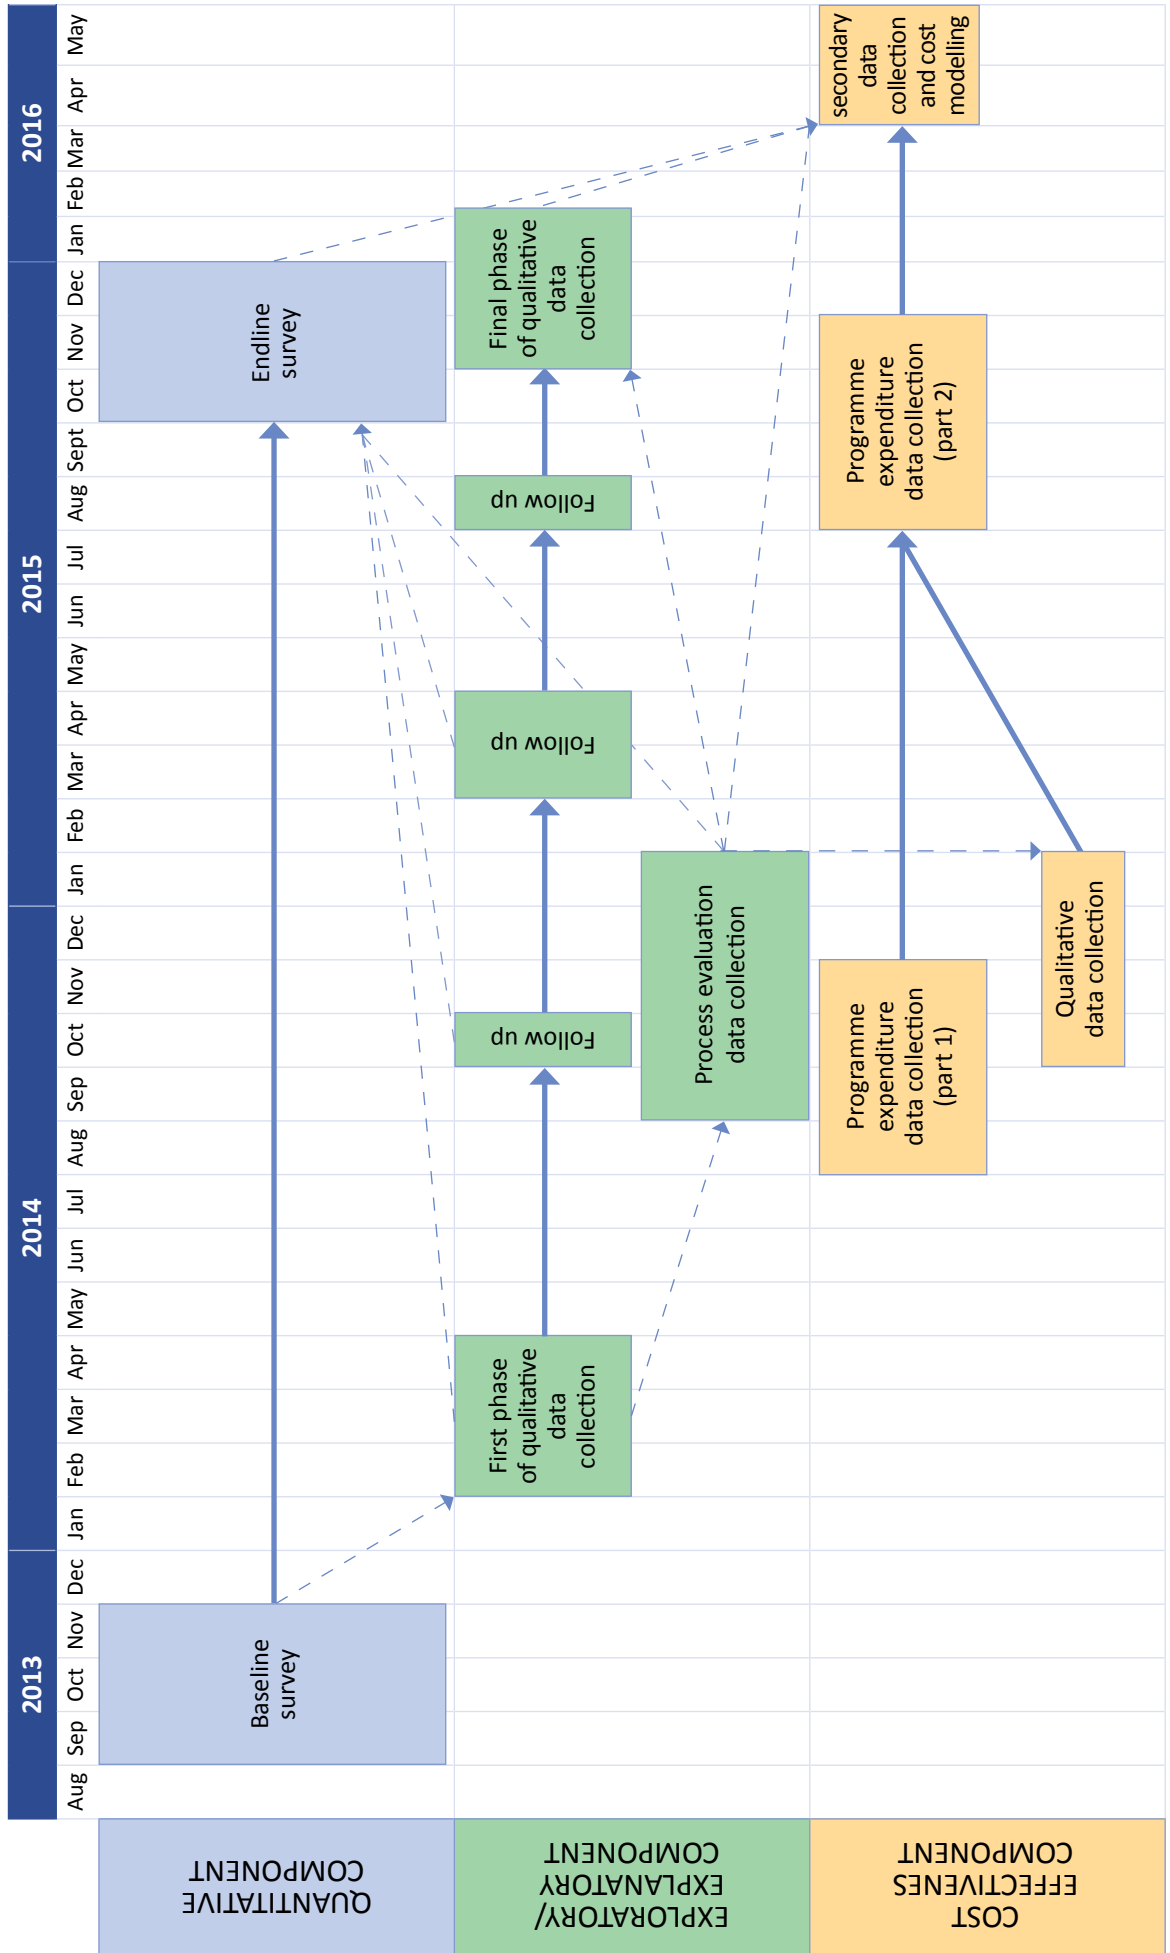 2013
2014
2015
2016
Aug
Sep
Oct
Nov
Dec
Jan
Feb
Mar
Apr
May
Jun
Jul
Aug
Sep
Oct
Nov
Dec
Jan
Feb
Mar
Apr
May
Jun
Jul
Aug
Sept
Oct
Nov
Dec
Jan
Feb
Mar
Apr
May
QUANTITATIVE
COMPONENT
Baseline
survey
Endline
survey
EXPLORATORY/
EXPLANATORY
COMPONENT
First phase
of qualitative
data
collection
Follow up
Follow up
Follow up
Final phase
of qualitative
data
collection
Process evaluation
data collection
COST
EFFECTIVENES
COMPONENT
Programme
expenditure
data collection
(part 1)
Programme
expenditure
data collection
(part 2)
secondary
data
collection
and cost
modelling
Qualitative
data collection